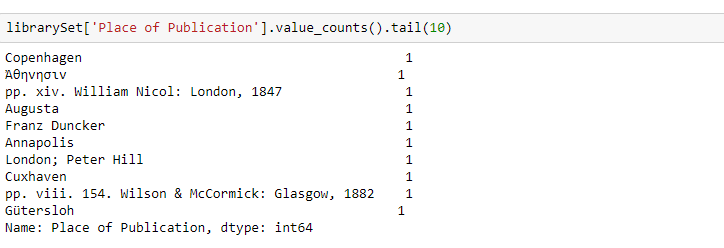 librarySet['Place of Publication'].value_counts().tail(10)
Copenhagen 1
Ἀθηνησιν 1
pp. xiv. William Nicol: London, 1847 1
Augusta 1
Franz Duncker 1
Annapolis 1
London; Peter Hill 1
Cuxhaven 1
pp. viii. 154. Wilson & McCormick: Glasgow, 1882 1
Gütersloh 1
Name: Place of Publication, dtype: int64